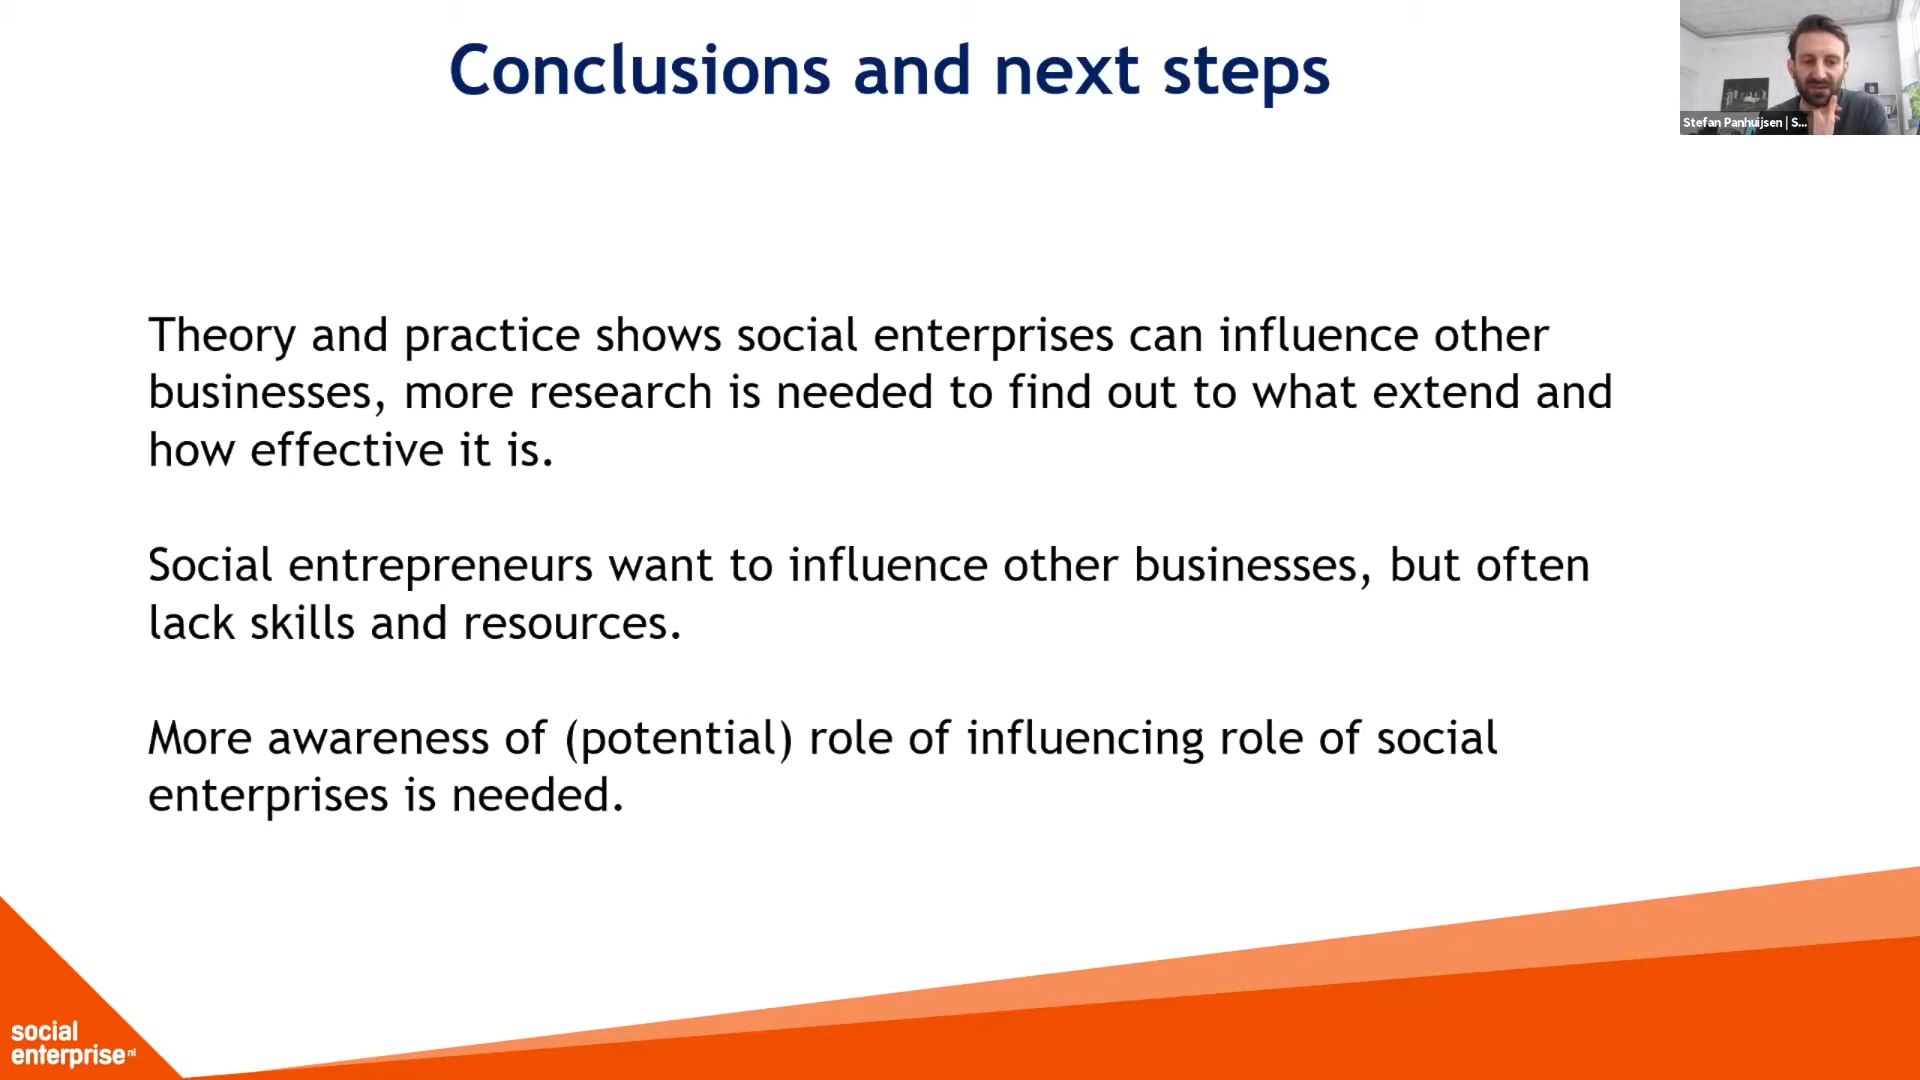 Conclusions and next steps
Stefan Panhuijsen | S...
Theory and practice shows social enterprises can influence other
businesses, more research is needed to find out to what extend and
how effective it is.
Social entrepreneurs want to influence other businesses, but often
lack skills and resources.
More awareness of (potential) role of influencing role of social
enterprises is needed.
social
enterprise nl